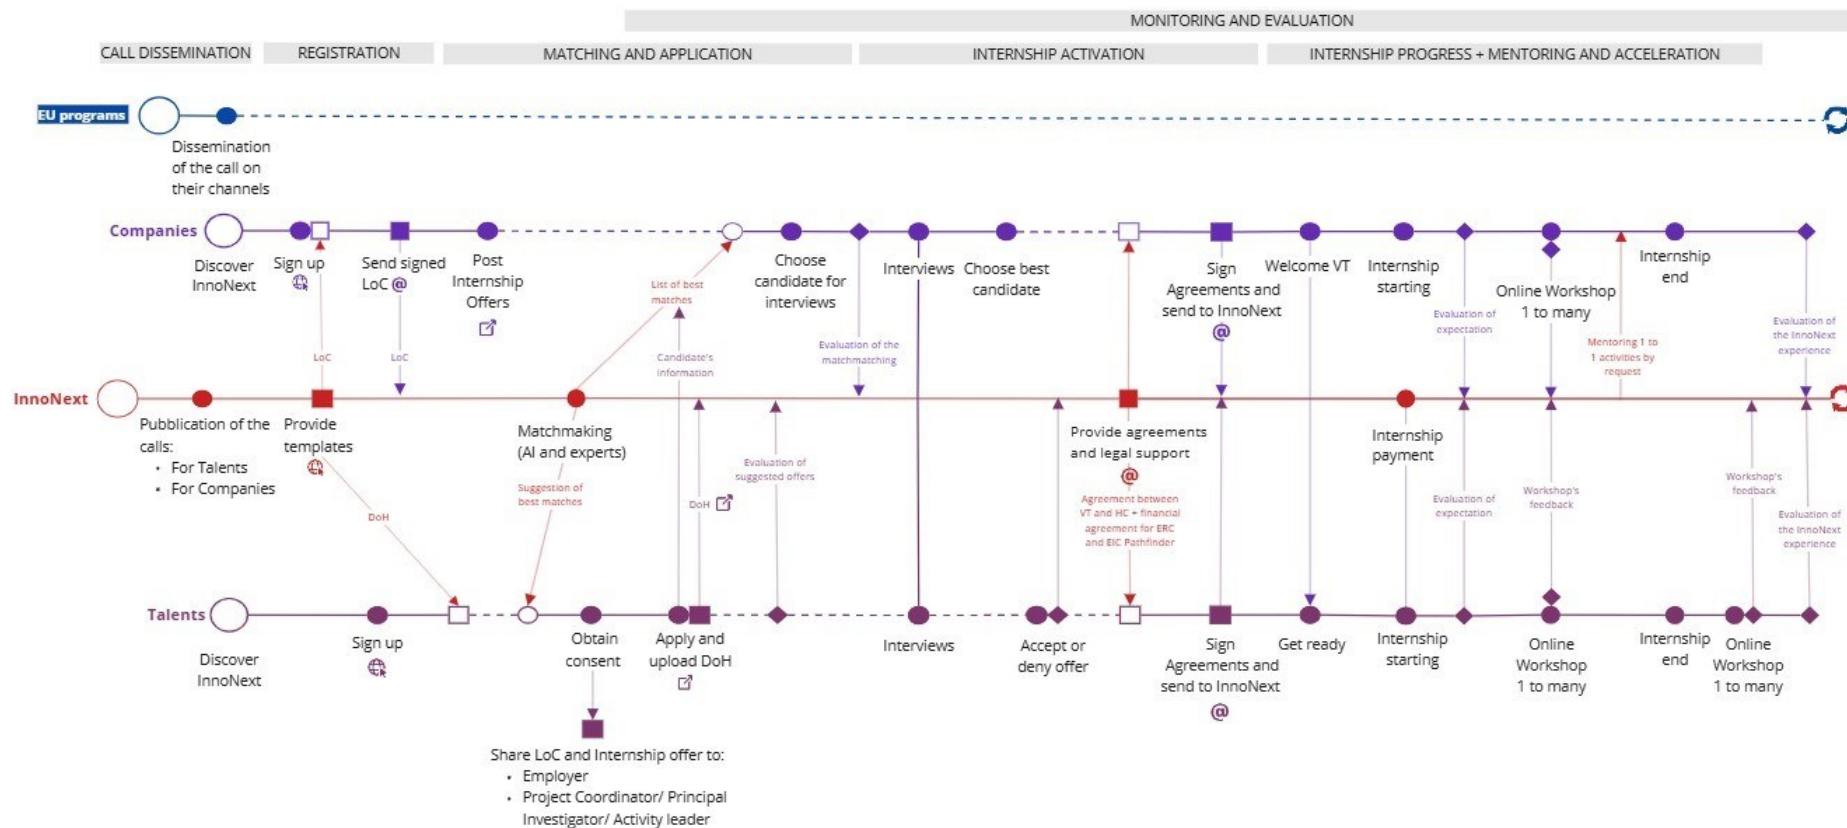 MONITORING AND EVALUATION
CALL DISSEMINATION
REGISTRATION
MATCHING AND APPLICATION
INTERNSHIP ACTIVATION
INTERNSHIP PROGRESS + MENTORING AND ACCELERATION
EU programs
Dissemination
of the call on
their channels
Companies
Discover
InnoNext
Sign up
Send signed
LoC @
Post
Internship
Offers
Choose
candidate for
interviews
Interviews
Choose best
candidate
Sign
Agreements and
send to InnoNext
@
Welcome VT
Internship
starting
Online Workshop
1 to many
Internship
end
LoC
LoC
List of best
matches
Candidate's
information
Evaluation of the
matchmatching
Evaluation of
expectation
Mentoring 1 to
1 activities by
request
Evaluation of
the InnoNext
experience
InnoNext
Pubblication of the
calls:
• For Talents
• For Companies
Provide
templates
Matchmaking
(AI and experts)
Provide agreements
and legal support
@
Internship
payment
DoH
Suggestion of
best matches
DoH
Evaluation of
suggested offers
Agreement between
VT and HC + financial
agreement for ERC
and EIC Pathfinder
Evaluation of
expectation
Workshop's
feedback
Workshop's
feedback
Evaluation of
the InnoNext
experience
Talents
Discover
InnoNext
Sign up
Obtain
consent
Apply and
upload DoH
Interviews
Accept or
deny offer
Sign
Agreements and
send to InnoNext
@
Get ready
Internship
starting
Online
Workshop
1 to many
Internship
end
Online
Workshop
1 to many
Share LoC and Internship offer to:
• Employer
• Project Coordinator/ Principal
Investigator/ Activity leader